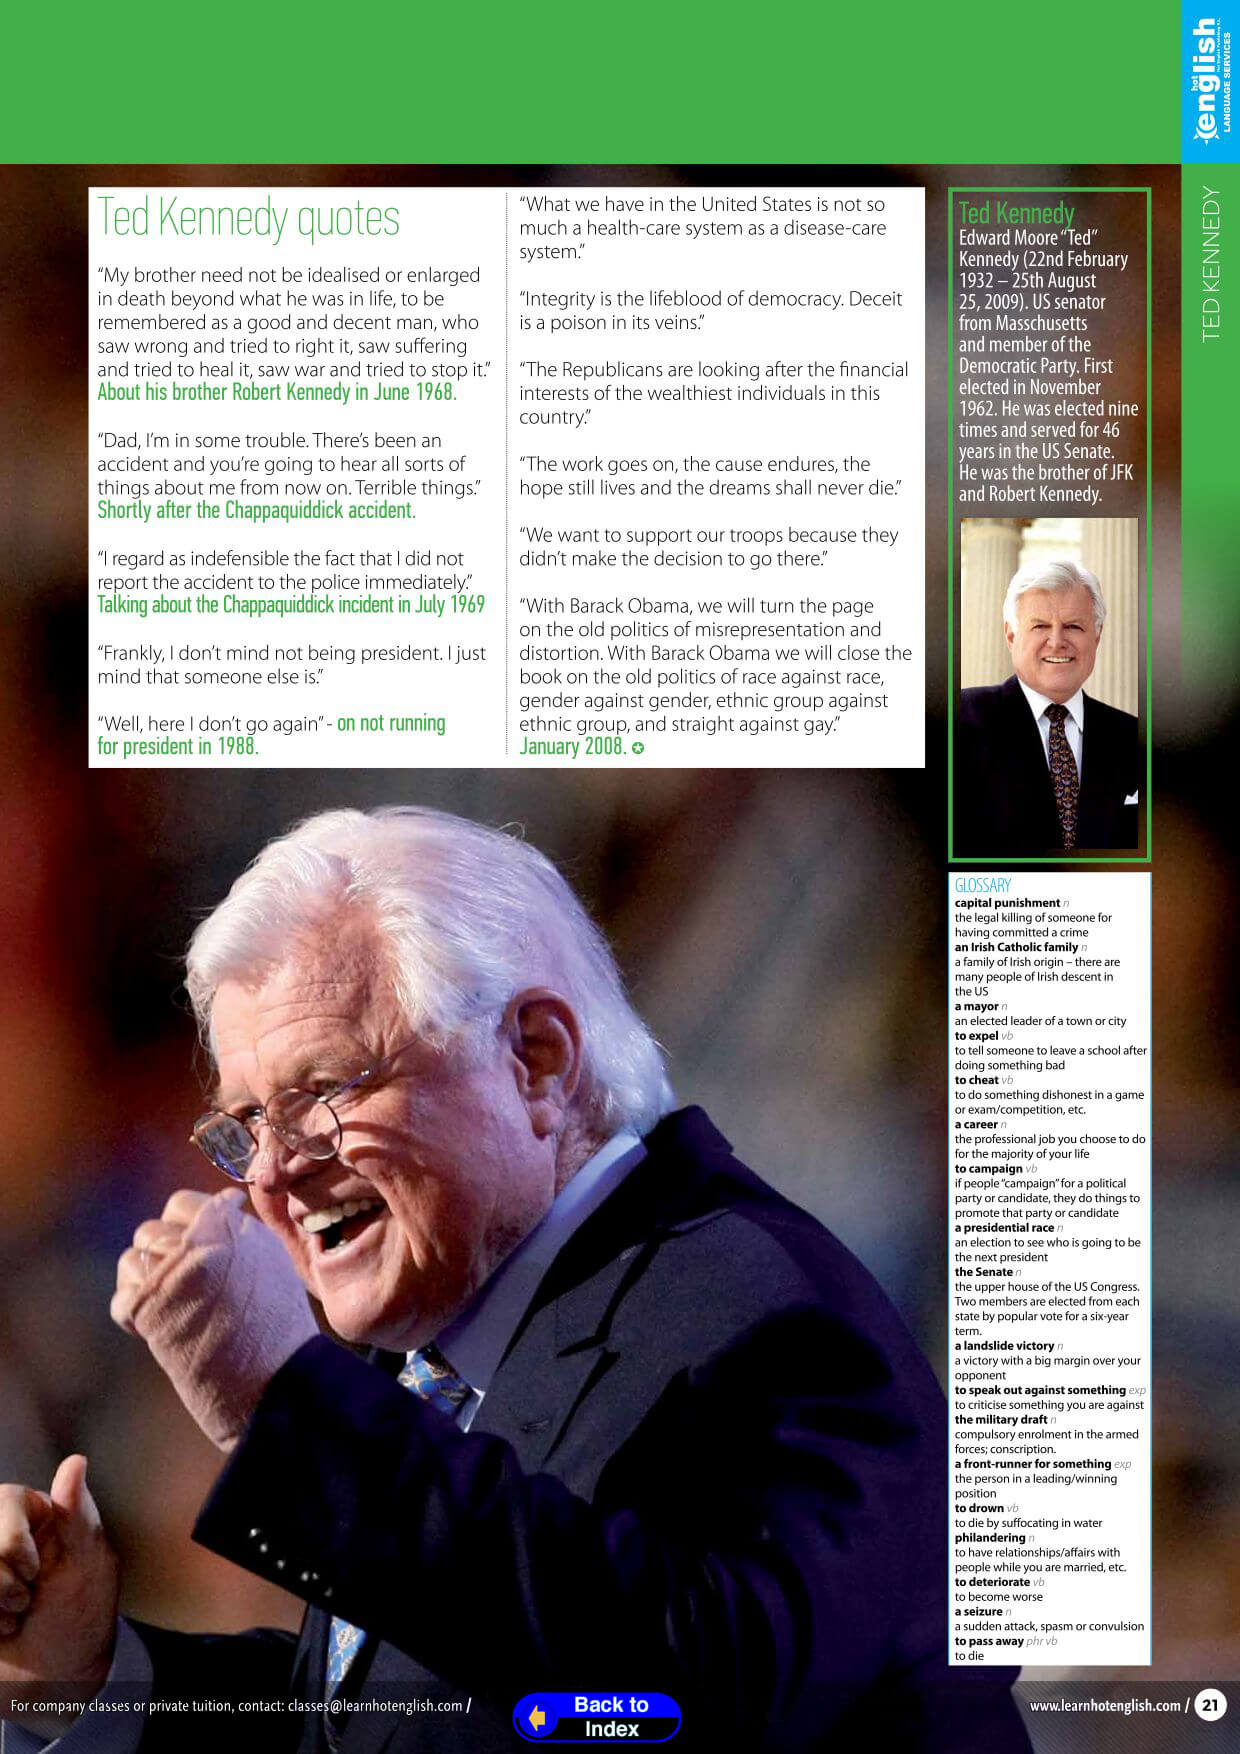 hot
english
LANGUAGE SERVICES
TED KENNEDY
Ted Kennedy quotes
“My brother need not be idealised or enlarged
in death beyond what he was in life, to be
remembered as a good and decent man, who
saw wrong and tried to right it, saw suffering
and tried to heal it, saw war and tried to stop it.”
About his brother Robert Kennedy in June 1968.
“Dad, I’m in some trouble. There’s been an
accident and you’re going to hear all sorts of
things about me from now on. Terrible things.”
Shortly after the Chappaquiddick accident.
“I regard as indefensible the fact that I did not
report the accident to the police immediately.”
Talking about the Chappaquiddick incident in July 1969
“Frankly, I don’t mind not being president. I just
mind that someone else is.”
“Well, here I don’t go again” - on not running
for president in 1988.
“What we have in the United States is not so
much a health-care system as a disease-care
system.”
“Integrity is the lifeblood of democracy. Deceit
is a poison in its veins.”
“The Republicans are looking after the financial
interests of the wealthiest individuals in this
country.”
“The work goes on, the cause endures, the
hope still lives and the dreams shall never die.”
“We want to support our troops because they
didn’t make the decision to go there.”
“With Barack Obama, we will turn the page
on the old politics of misrepresentation and
distortion. With Barack Obama we will close the
book on the old politics of race against race,
gender against gender, ethnic group against
ethnic group, and straight against gay.”
January 2008.
Ted Kennedy
Edward Moore “Ted”
Kennedy (22nd February
1932 – 25th August
25, 2009). US senator
from Masschusetts
and member of the
Democratic Party. First
elected in November
1962. He was elected nine
times and served for 46
years in the US Senate.
He was the brother of JFK
and Robert Kennedy.
GLOSSARY
capital punishment n
the legal killing of someone for
having committed a crime
an Irish Catholic family n
a family of Irish origin – there are
many people of Irish descent in
the US
a mayor n
an elected leader of a town or city
to expel vb
to tell someone to leave a school after
doing something bad
to cheat vb
to do something dishonest in a game
or exam/competition, etc.
a career n
the professional job you choose to do
for the majority of your life
to campaign vb
if people “campaign” for a political
party or candidate, they do things to
promote that party or candidate
a presidential race n
an election to see who is going to be
the next president
the Senate n
the upper house of the US Congress.
Two members are elected from each
state by popular vote for a six-year
term.
a landslide victory n
a victory with a big margin over your
opponent
to speak out against something exp
to criticise something you are against
the military draft n
compulsory enrolment in the armed
forces; conscription.
a front-runner for something exp
the person in a leading/winning
position
to drown vb
to die by suffocating in water
philandering n
to have relationships/affairs with
people while you are married, etc.
to deteriorate vb
to become worse
a seizure n
a sudden attack, spasm or convulsion
to pass away phr vb
to die
For company classes or private tuition, contact: classes@learnhotenglish.com /
Back to
Index
www.learnhotenglish.com / 21